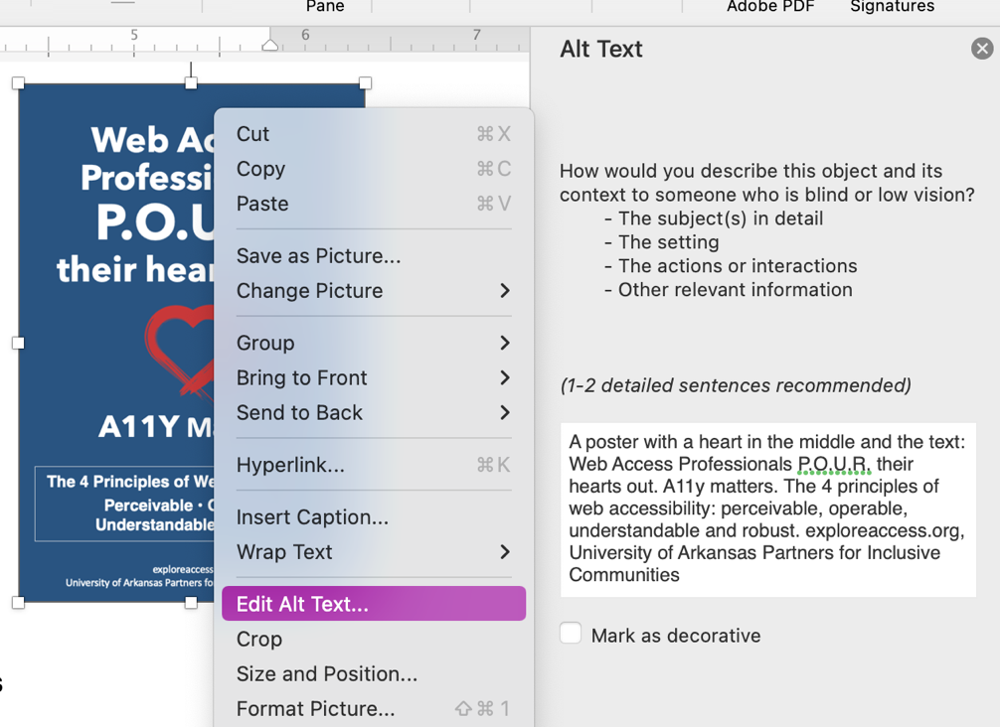 Pane
Adobe PDF
Signatures
5
6
7
Web Ac
Professi
P.O.U
their hear
A11Y MA
The 4 Principles of We
Perceivable •
Understandable
exploreaccess
University of Arkansas Partners fo
Cut ⌘X
Copy ⌘C
Paste ⌘V
Save as Picture...
Change Picture
Group
Bring to Front
Send to Back
Hyperlink... ⌘K
Insert Caption...
Wrap Text
Edit Alt Text...
Crop
Size and Position...
Format Picture... ⇧⌘1
Alt Text
How would you describe this object and its
context to someone who is blind or low vision?
- The subject(s) in detail
- The setting
- The actions or interactions
- Other relevant information
(1-2 detailed sentences recommended)
A poster with a heart in the middle and the text:
Web Access Professionals P.O.U.R. their
hearts out. A11y matters. The 4 principles of
web accessibility: perceivable, operable,
understandable and robust. exploreaccess.org,
University of Arkansas Partners for Inclusive
Communities
Mark as decorative